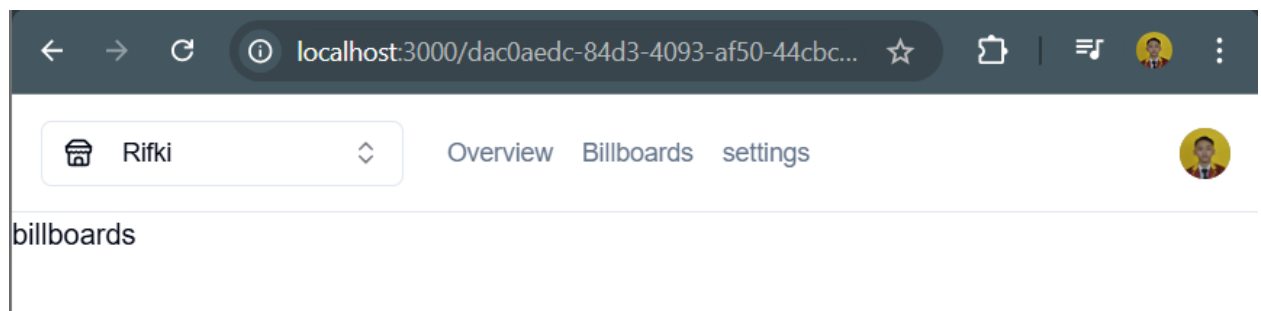 localhost:3000/dac0aedc-84d3-4093-af50-44cbc...
Rifki Overview Billboards settings
billboards